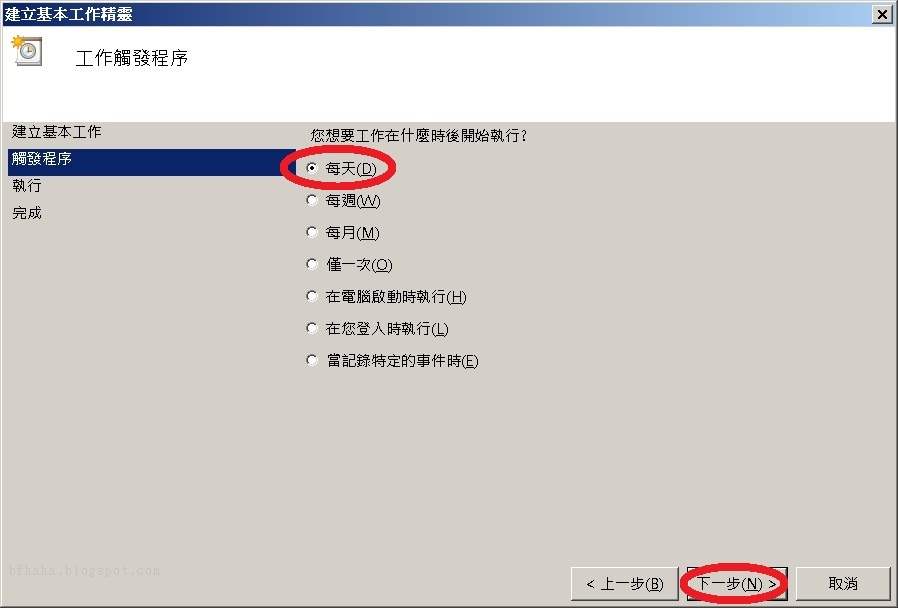 建立基本工作精靈
工作觸發程序
建立基本工作
觸發程序
執行
完成
您想要工作在什麼時後開始執行?
每天(D)
每週(W)
每月(M)
僅一次(O)
在電腦啟動時執行(H)
在您登入時執行(L)
當記錄特定的事件時(E)
bfhaha.blogspot.com
< 上一步(B)
下一步(N) >
取消